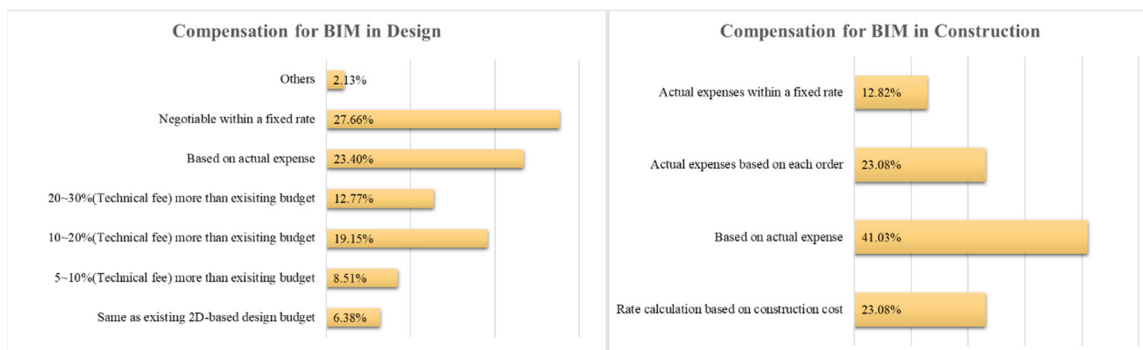 Compensation for BIM in Design
Others 2.13%
Negotiable within a fixed rate 27.66%
Based on actual expense 23.40%
20~30%(Technical fee) more than exisiting budget 12.77%
10~20%(Technical fee) more than exisiting budget 19.15%
5~10%(Technical fee) more than exisiting budget 8.51%
Same as existing 2D-based design budget 6.38%
Compensation for BIM in Construction
Actual expenses within a fixed rate 12.82%
Actual expenses based on each order 23.08%
Based on actual expense 41.03%
Rate calculation based on construction cost 23.08%